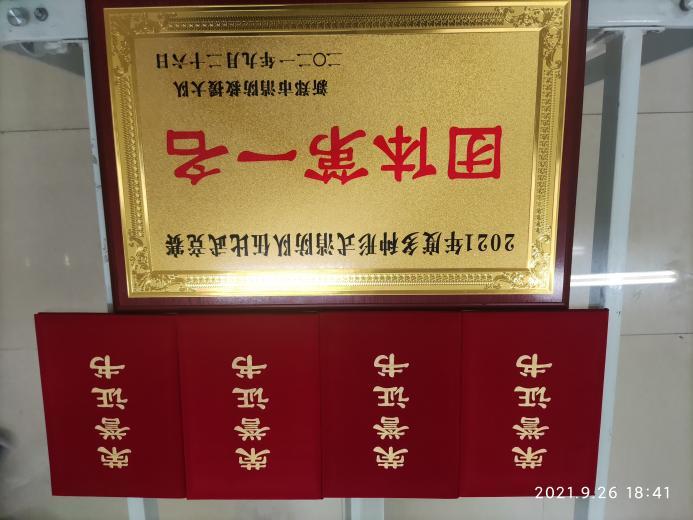 2021年度多种形式消防队伍比武竞赛
团体第一名
新郑市消防救援大队
二〇二一年九月二十六日
荣誉证书
荣誉证书
荣誉证书
荣誉证书
2021.9.26 18:41